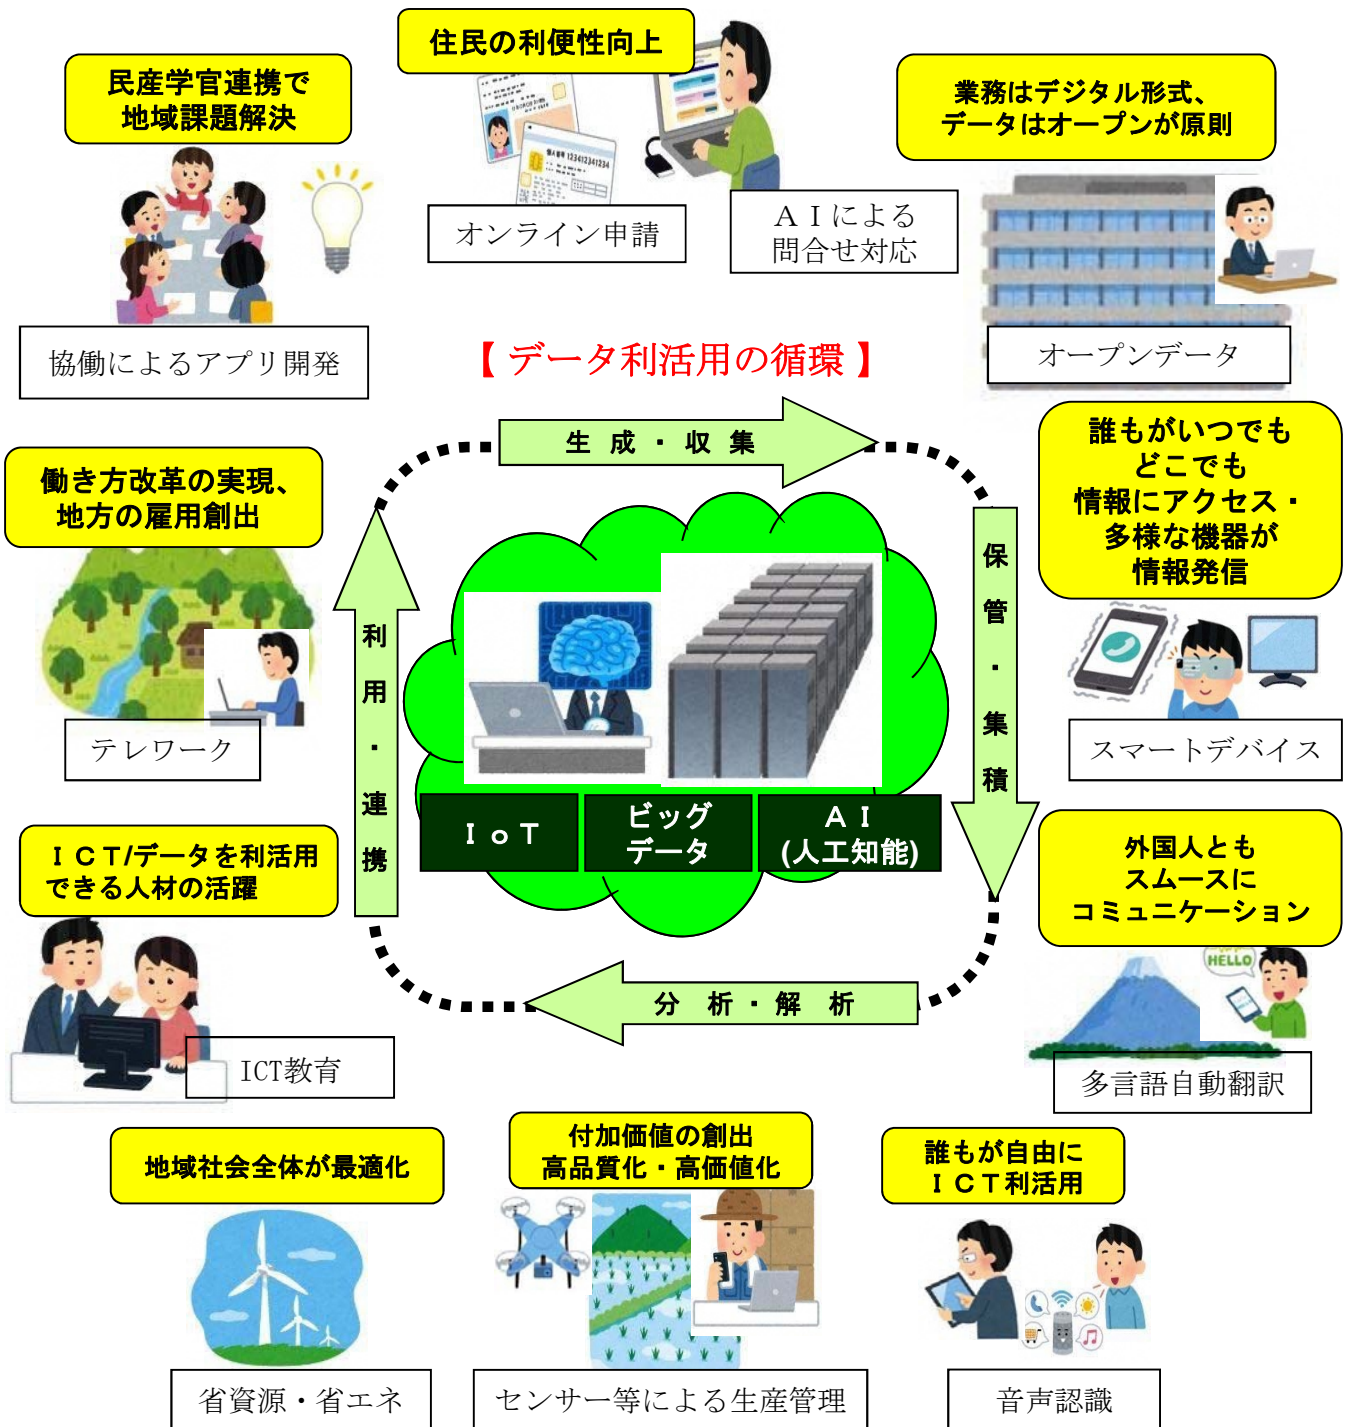 住民の利便性向上
民産学官連携で
地域課題解決
業務はデジタル形式、
データはオープンが原則
個人番号 123412341234
オンライン申請
ＡＩによる
問合せ対応
協働によるアプリ開発
オープンデータ
【 データ利活用の循環 】
生 成 ・ 収 集
誰もがいつでも
どこでも
情報にアクセス・
多様な機器が
情報発信
働き方改革の実現、
地方の雇用創出
保管・集積
利用・連携
テレワーク
スマートデバイス
ＩｏＴ
ビッグ
データ
ＡＩ
(人工知能)
ＩＣＴ/データを利活用
できる人材の活躍
外国人とも
スムースに
コミュニケーション
HELLO
分 析 ・ 解 析
ICT教育
多言語自動翻訳
地域社会全体が最適化
付加価値の創出
高品質化・高価値化
誰もが自由に
ＩＣＴ利活用
省資源・省エネ
センサー等による生産管理
音声認識